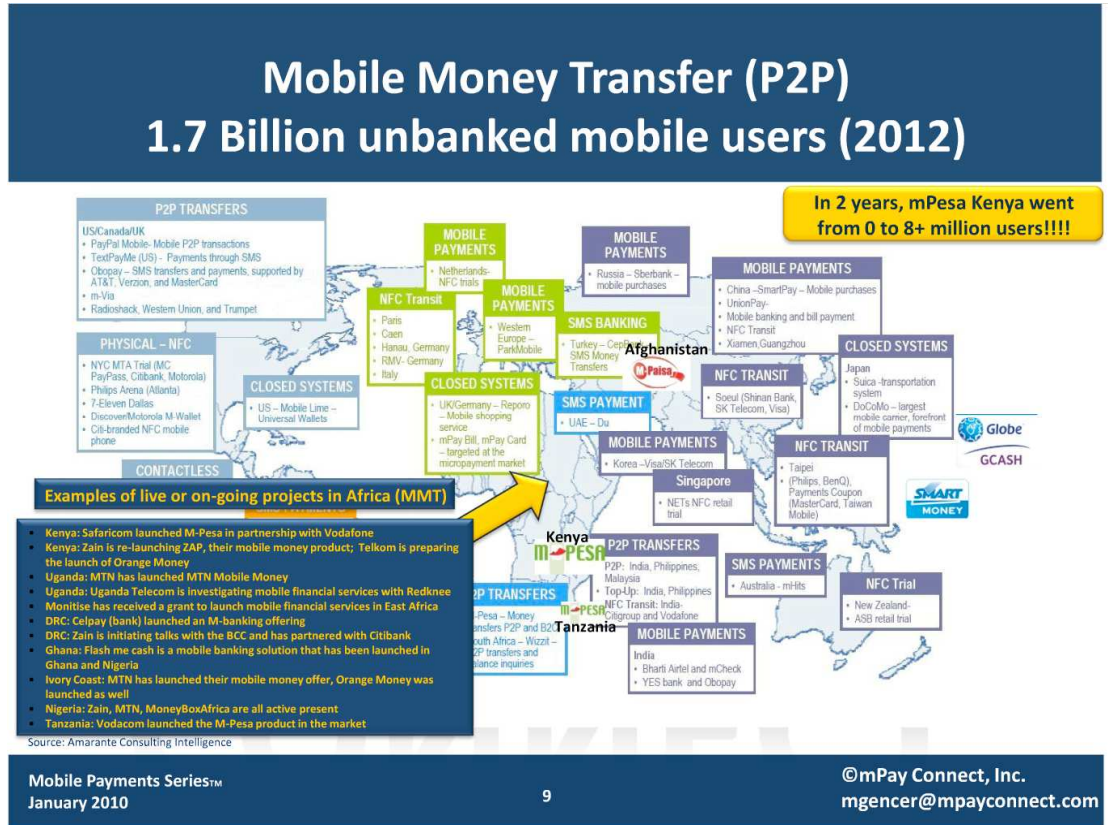 Mobile Money Transfer (P2P)
1.7 Billion unbanked mobile users (2012)
In 2 years, mPesa Kenya went
from 0 to 8+ million users!!!!
P2P TRANSFERS
US/Canada/UK
• PayPal Mobile- Mobile P2P transactions
• TextPayMe (US) - Payments through SMS
• Obopay – SMS transfers and payments, supported by
AT&T, Verzion, and MasterCard
• m-Via
• Radioshack, Western Union, and Trumpet
PHYSICAL – NFC
• NYC MTA Trial (MC
PayPass, Citibank, Motorola)
• Philips Arena (Atlanta)
• 7-Eleven Dallas
• Discover/Motorola M-Wallet
• Citi-branded NFC mobile
phone
CONTACTLESS
CLOSED SYSTEMS
• US – Mobile Lime –
Universal Wallets
MOBILE
PAYMENTS
• Netherlands-
NFC trials
NFC Transit
• Paris
• Caen
• Hanau, Germany
• RMV- Germany
• Italy
MOBILE
PAYMENTS
• Western
Europe –
ParkMobile
CLOSED SYSTEMS
• UK/Germany – Reporo
– Mobile shopping
service
• mPay Bill, mPay Card
– targeted at the
micropayment market
SMS BANKING
• Turkey –
SMS Money
Transfers
MOBILE
PAYMENTS
• Russia – Sberbank –
mobile purchases
Afghanistan
M-Paisa
SMS PAYMENT
• UAE – Du
MOBILE PAYMENTS
• China –SmartPay – Mobile purchases
• UnionPay-
• Mobile banking and bill payment
• NFC Transit
• Xiamen,Guangzhou
NFC TRANSIT
• Soeul (Shinan Bank,
SK Telecom, Visa)
CLOSED SYSTEMS
Japan
• Suica -transportation
system
• DoCoMo – largest
mobile carrier, forefront
of mobile payments
MOBILE PAYMENTS
• Korea –Visa/SK Telecom
Singapore
• NETs NFC retail
trial
NFC TRANSIT
• Taipei
• (Philips, BenQ),
Payments Coupon
(MasterCard, Taiwan
Mobile)
Globe
GCASH
SMART
MONEY
Examples of live or on-going projects in Africa (MMT)
• Kenya: Safaricom launched M-Pesa in partnership with Vodafone
• Kenya: Zain is re-launching ZAP, their mobile money product; Telkom is preparing
the launch of Orange Money
• Uganda: MTN has launched MTN Mobile Money
• Uganda: Uganda Telecom is investigating mobile financial services with Redknee
• Monitise has received a grant to launch mobile financial services in East Africa
• DRC: Celpay (bank) launched an M-banking offering
• DRC: Zain is initiating talks with the BCC and has partnered with Citibank
• Ghana: Flash me cash is a mobile banking solution that has been launched in
Ghana and Nigeria
• Ivory Coast: MTN has launched their mobile money offer, Orange Money was
launched as well
• Nigeria: Zain, MTN, MoneyBoxAfrica are all active present
• Tanzania: Vodacom launched the M-Pesa product in the market
Kenya
M-PESA
M-PESA
Tanzania
TRANSFERS
Pesa – Money
P2P and B2C
Africa – Wizzit –
transfers and
inquiries
P2P TRANSFERS
P2P: India, Philippines,
Malaysia
• Top-Up: India, Philippines
NFC Transit: India-
Citigroup and Vodafone
MOBILE PAYMENTS
India
• Bharti Airtel and mCheck
• YES bank and Obopay
SMS PAYMENTS
• Australia - mHits
NFC Trial
• New Zealand-
• ASB retail trial
Source: Amarante Consulting Intelligence
Mobile Payments Series™
January 2010
9
©mPay Connect, Inc.
mgencer@mpayconnect.com